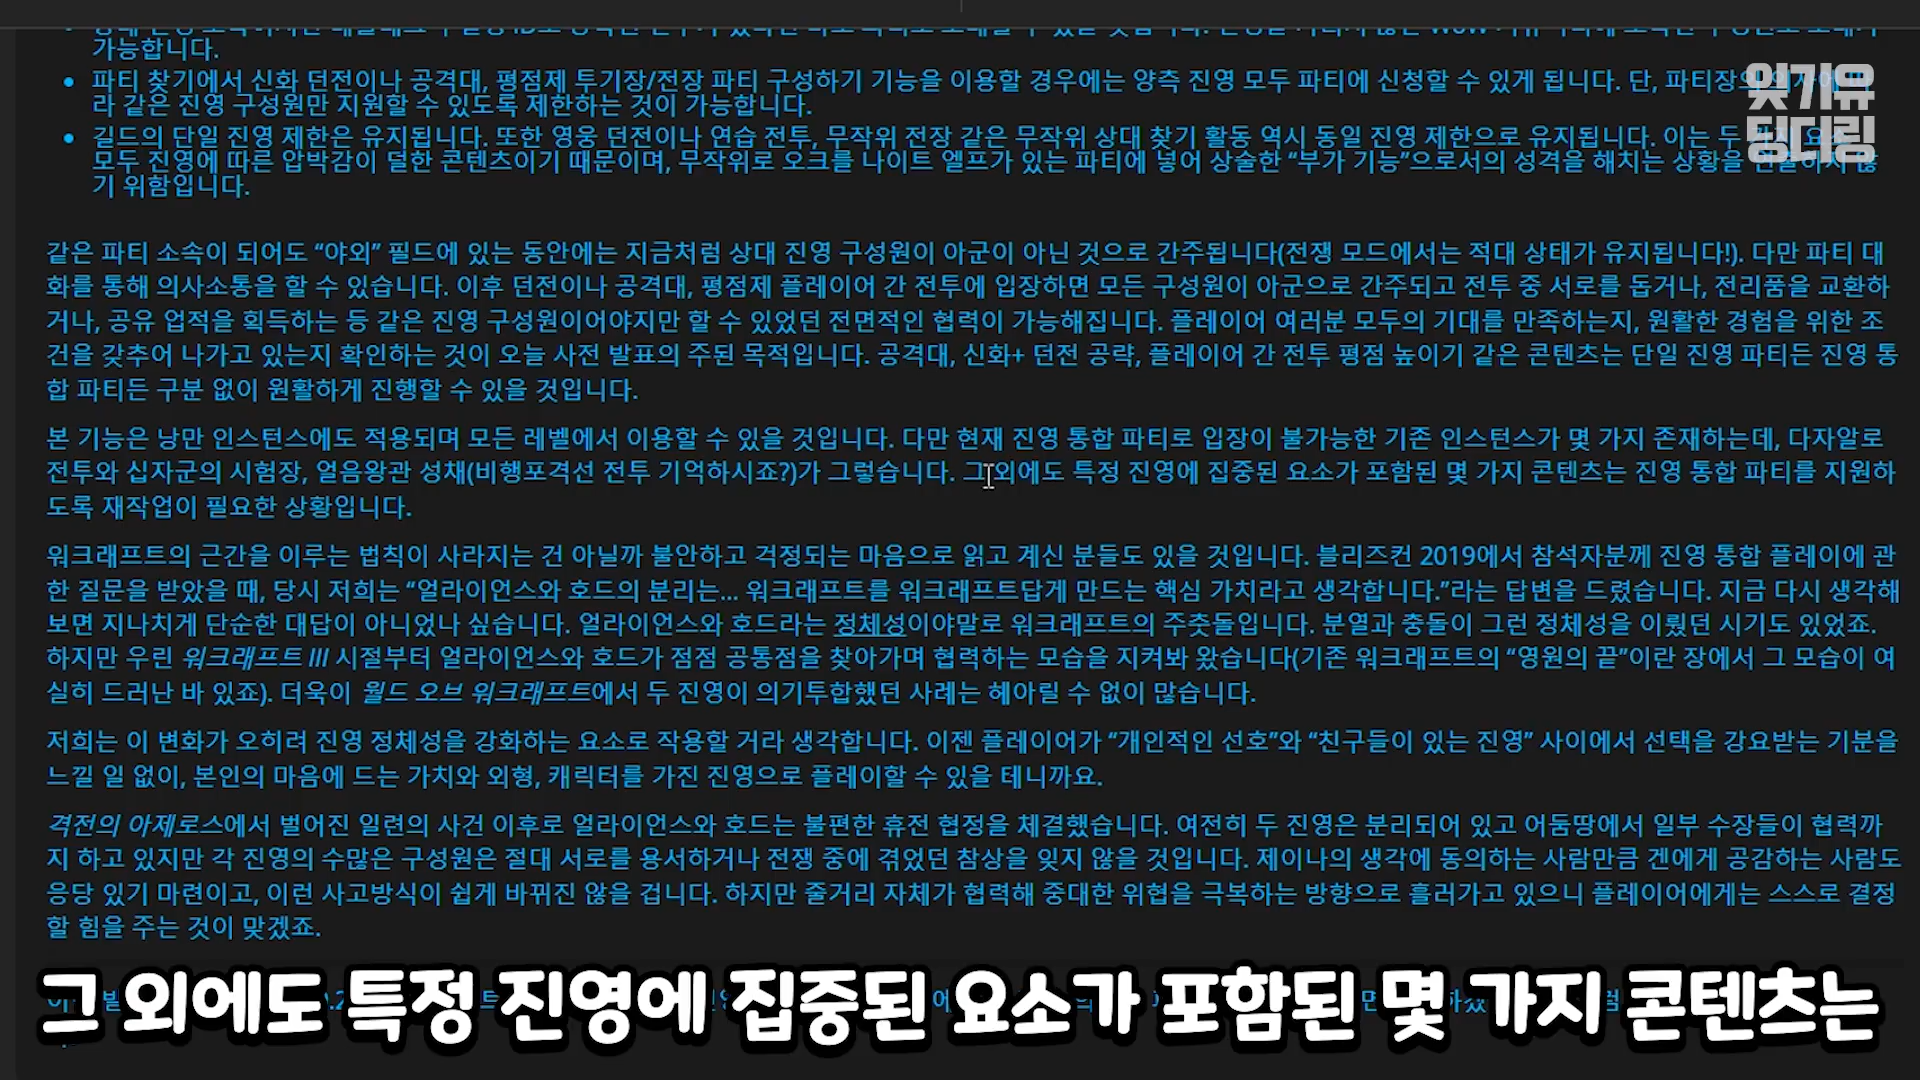 가능합니다.
• 파티 찾기에서 신화 던전이나 공격대, 평점제 투기장/전장 파티 구성하기 기능을 이용할 경우에는 양측 진영 모두 파티에 신청할 수 있게 됩니다. 단, 파티장의
라 같은 진영 구성원만 지원할 수 있도록 제한하는 것이 가능합니다.
• 길드의 단일 진영 제한은 유지됩니다. 또한 영웅 던전이나 연습 전투, 무작위 전장 같은 무작위 상대 찾기 활동 역시 동일 진영 제한으로 유지됩니다. 이는 두
모두 진영에 따른 압박감이 덜한 콘텐츠이기 때문이며, 무작위로 오크를 나이트 엘프가 있는 파티에 넣어 상술한 “부가 기능”으로서의 성격을 해치는 상황을
기 위함입니다.
잇기유
딩디링
같은 파티 소속이 되어도 “야외” 필드에 있는 동안에는 지금처럼 상대 진영 구성원이 아군이 아닌 것으로 간주됩니다(전쟁 모드에서는 적대 상태가 유지됩니다!). 다만 파티 대
화를 통해 의사소통을 할 수 있습니다. 이후 던전이나 공격대, 평점제 플레이어 간 전투에 입장하면 모든 구성원이 아군으로 간주되고 전투 중 서로를 돕거나, 전리품을 교환하
거나, 공유 업적을 획득하는 등 같은 진영 구성원이어야지만 할 수 있었던 전면적인 협력이 가능해집니다. 플레이어 여러분 모두의 기대를 만족하는지, 원활한 경험을 위한 조
건을 갖추어 나가고 있는지 확인하는 것이 오늘 사전 발표의 주된 목적입니다. 공격대, 신화+ 던전 공략, 플레이어 간 전투 평점 높이기 같은 콘텐츠는 단일 진영 파티든 진영 통
합 파티든 구분 없이 원활하게 진행할 수 있을 것입니다.
본 기능은 낭만 인스턴스에도 적용되며 모든 레벨에서 이용할 수 있을 것입니다. 다만 현재 진영 통합 파티로 입장이 불가능한 기존 인스턴스가 몇 가지 존재하는데, 다자알로
전투와 십자군의 시험장, 얼음왕관 성채(비행포격선 전투 기억하시죠?)가 그렇습니다. 그 외에도 특정 진영에 집중된 요소가 포함된 몇 가지 콘텐츠는 진영 통합 파티를 지원하
도록 재작업이 필요한 상황입니다.
워크래프트의 근간을 이루는 법칙이 사라지는 건 아닐까 불안하고 걱정되는 마음으로 읽고 계신 분들도 있을 것입니다. 블리즈컨 2019에서 참석자분께 진영 통합 플레이에 관
한 질문을 받았을 때, 당시 저희는 “얼라이언스와 호드의 분리는... 워크래프트를 워크래프트답게 만드는 핵심 가치라고 생각합니다.”라는 답변을 드렸습니다. 지금 다시 생각해
보면 지나치게 단순한 대답이 아니었나 싶습니다. 얼라이언스와 호드라는 정체성이야말로 워크래프트의 주춧돌입니다. 분열과 충돌이 그런 정체성을 이뤘던 시기도 있었죠.
하지만 우린 워크래프트 III 시절부터 얼라이언스와 호드가 점점 공통점을 찾아가며 협력하는 모습을 지켜봐 왔습니다(기존 워크래프트의 “영원의 끝”이란 장에서 그 모습이 여
실히 드러난 바 있죠). 더욱이 월드 오브 워크래프트에서 두 진영이 의기투합했던 사례는 헤아릴 수 없이 많습니다.
저희는 이 변화가 오히려 진영 정체성을 강화하는 요소로 작용할 거라 생각합니다. 이젠 플레이어가 “개인적인 선호”와 “친구들이 있는 진영” 사이에서 선택을 강요받는 기분을
느낄 일 없이, 본인의 마음에 드는 가치와 외형, 캐릭터를 가진 진영으로 플레이할 수 있을 테니까요.
격전의 아제로스에서 벌어진 일련의 사건 이후로 얼라이언스와 호드는 불편한 휴전 협정을 체결했습니다. 여전히 두 진영은 분리되어 있고 어둠땅에서 일부 수장들이 협력까
지 하고 있지만 각 진영의 수많은 구성원은 절대 서로를 용서하거나 전쟁 중에 겪었던 참상을 잊지 않을 것입니다. 제이나의 생각에 동의하는 사람만큼 겐에게 공감하는 사람도
응당 있기 마련이고, 이런 사고방식이 쉽게 바뀌진 않을 겁니다. 하지만 줄거리 자체가 협력해 중대한 위협을 극복하는 방향으로 흘러가고 있으니 플레이어에게는 스스로 결정
할 힘을 주는 것이 맞겠죠.
그 외에도 특정 진영에 집중된 요소가 포함된 몇 가지 콘텐츠는